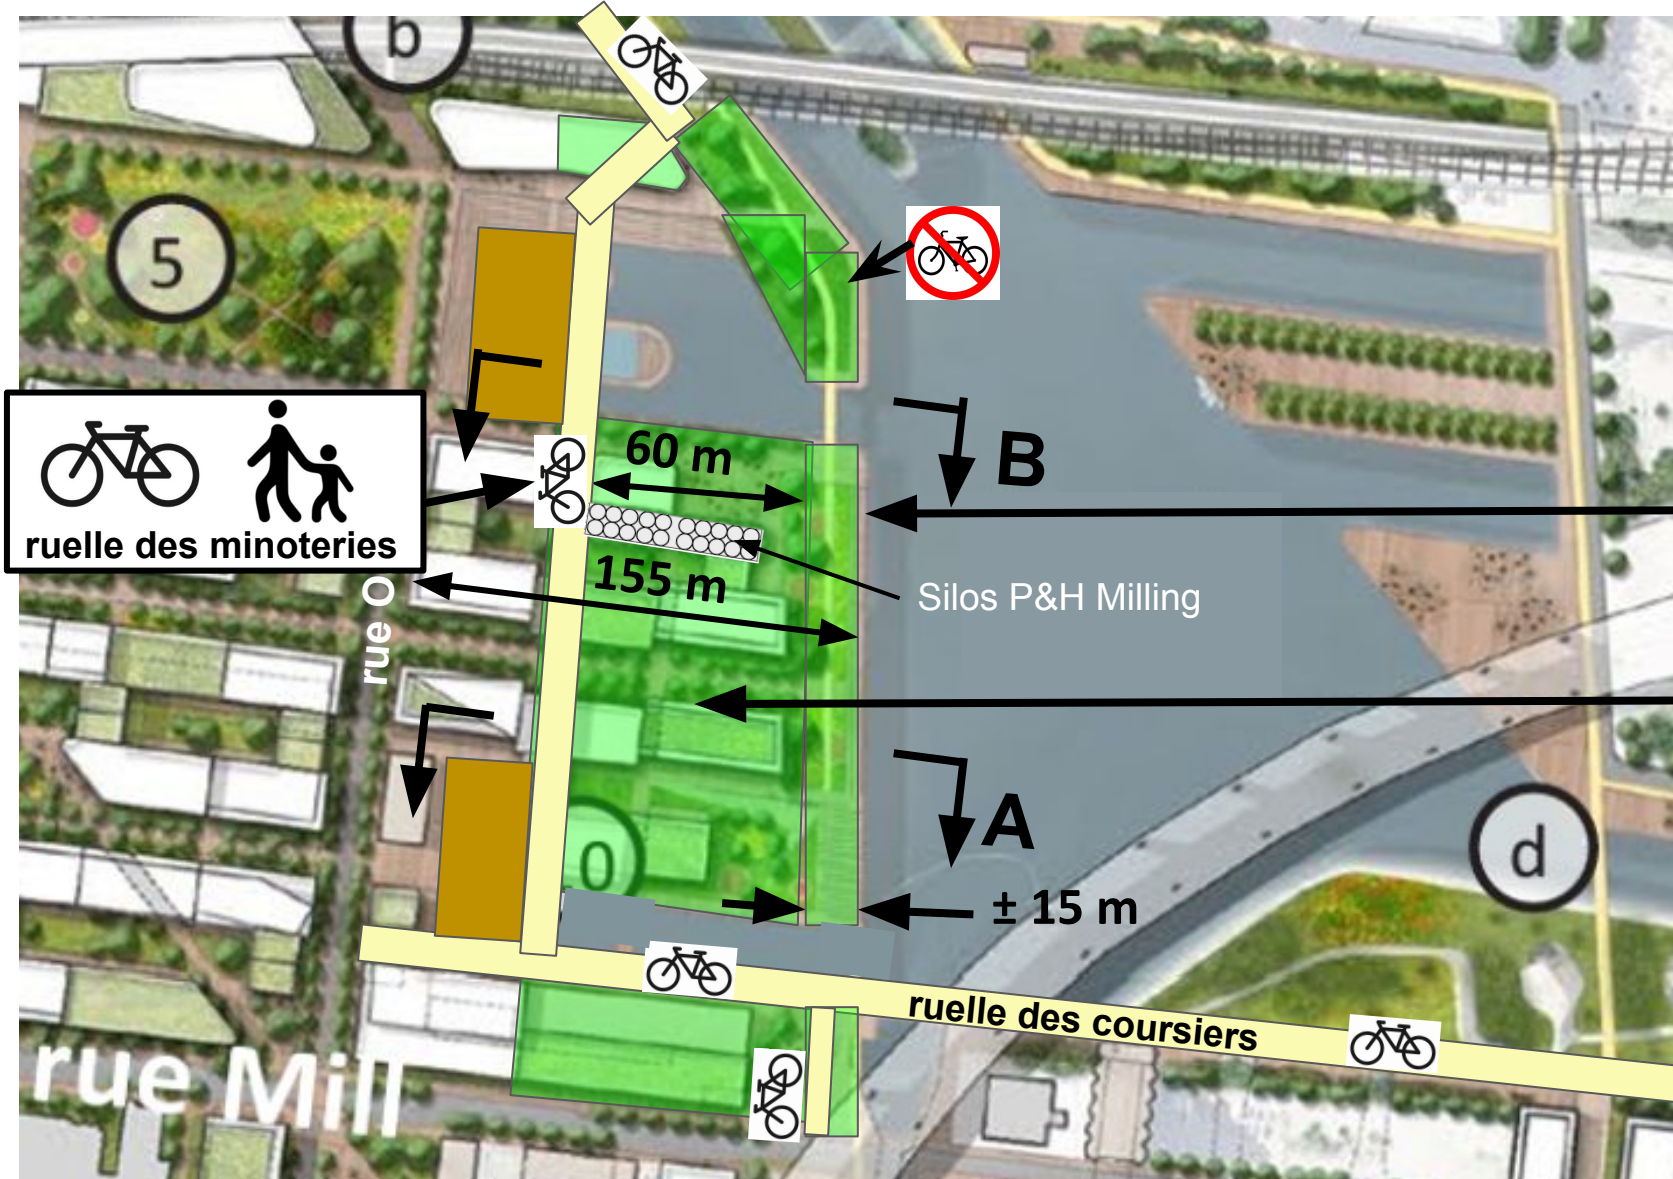 b
5
60 m
B
ruelle des minoteries
155 m
Silos P&H Milling
rue O
0
A
d
± 15 m
ruelle des coursiers
rue Mill